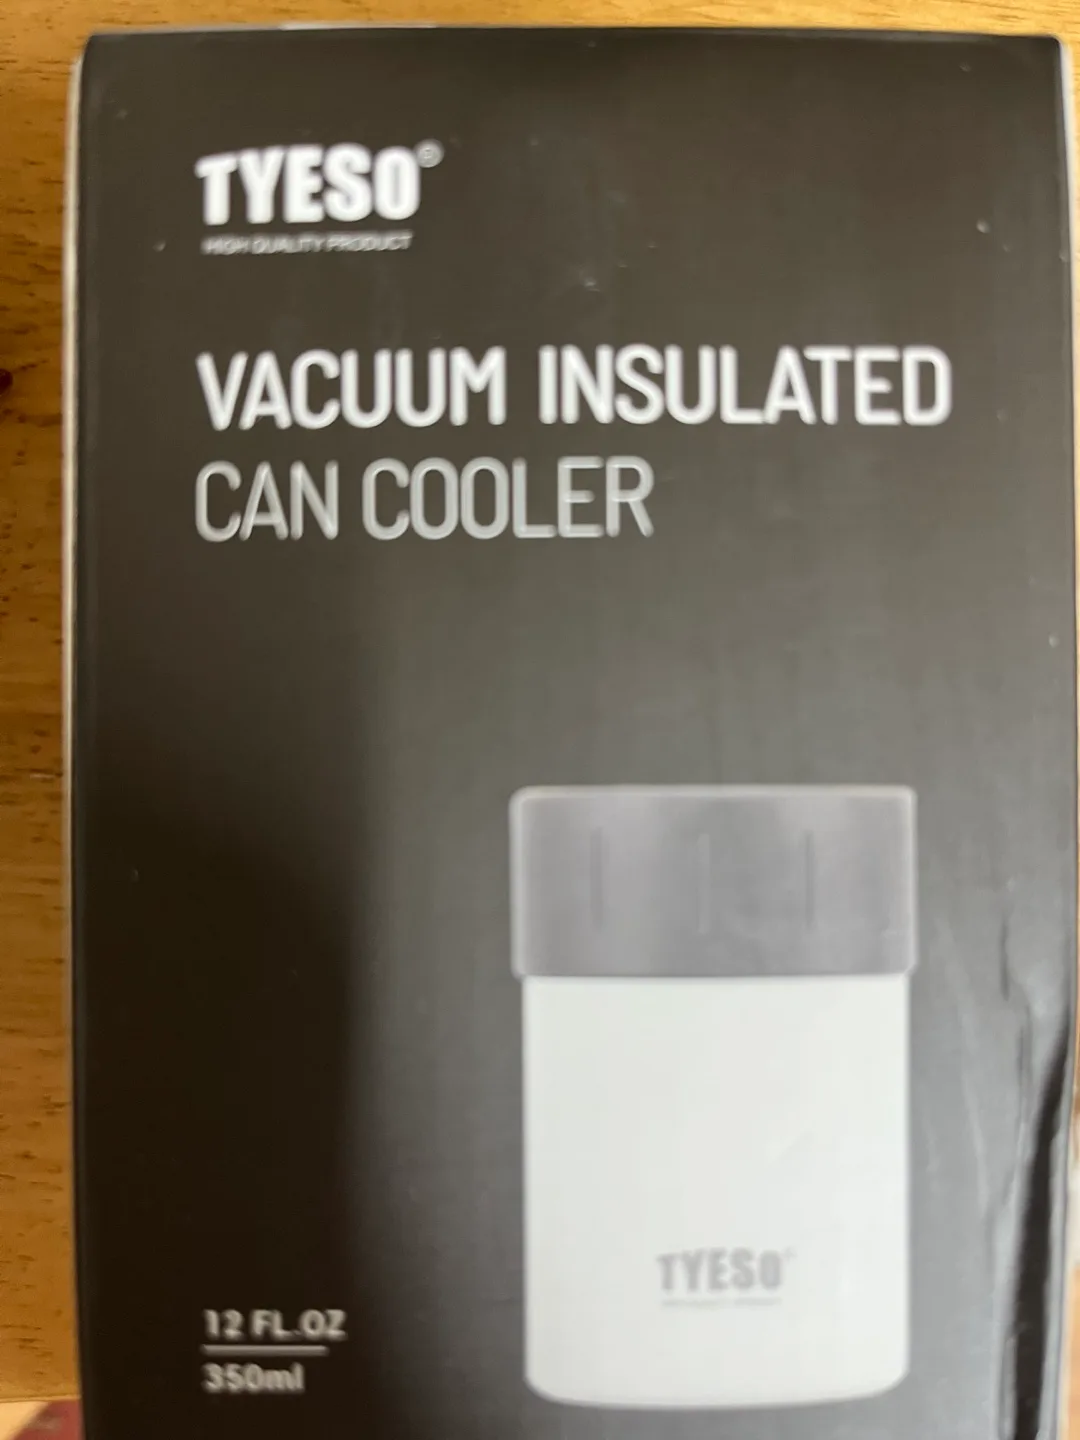 TYESO®
HIGH QUALITY PRODUCT
VACUUM INSULATED
CAN COOLER
TYESO®
12 FL.OZ
350ml